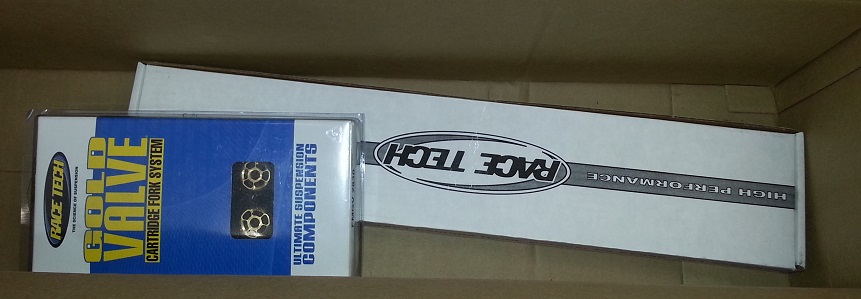 RACE TECH
THE SCIENCE OF SUSPENSION
GOLD
VALVE
CARTRIDGE FORK SYSTEM
ULTIMATE SUSPENSION
COMPONENTS
RACE TECH
HIGH PERFORMANCE